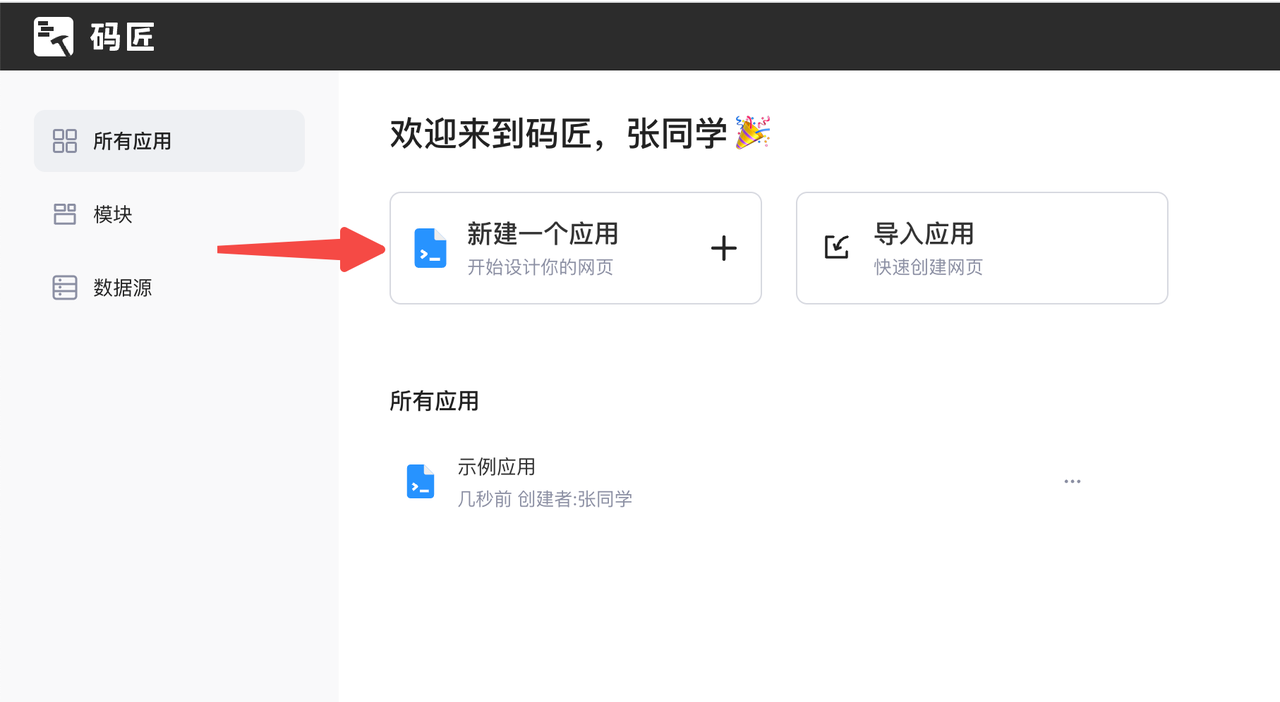 码匠
所有应用
模块
数据源
欢迎来到码匠，张同学🎉
新建一个应用
开始设计你的网页
导入应用
快速创建网页
所有应用
示例应用
几秒前 创建者:张同学